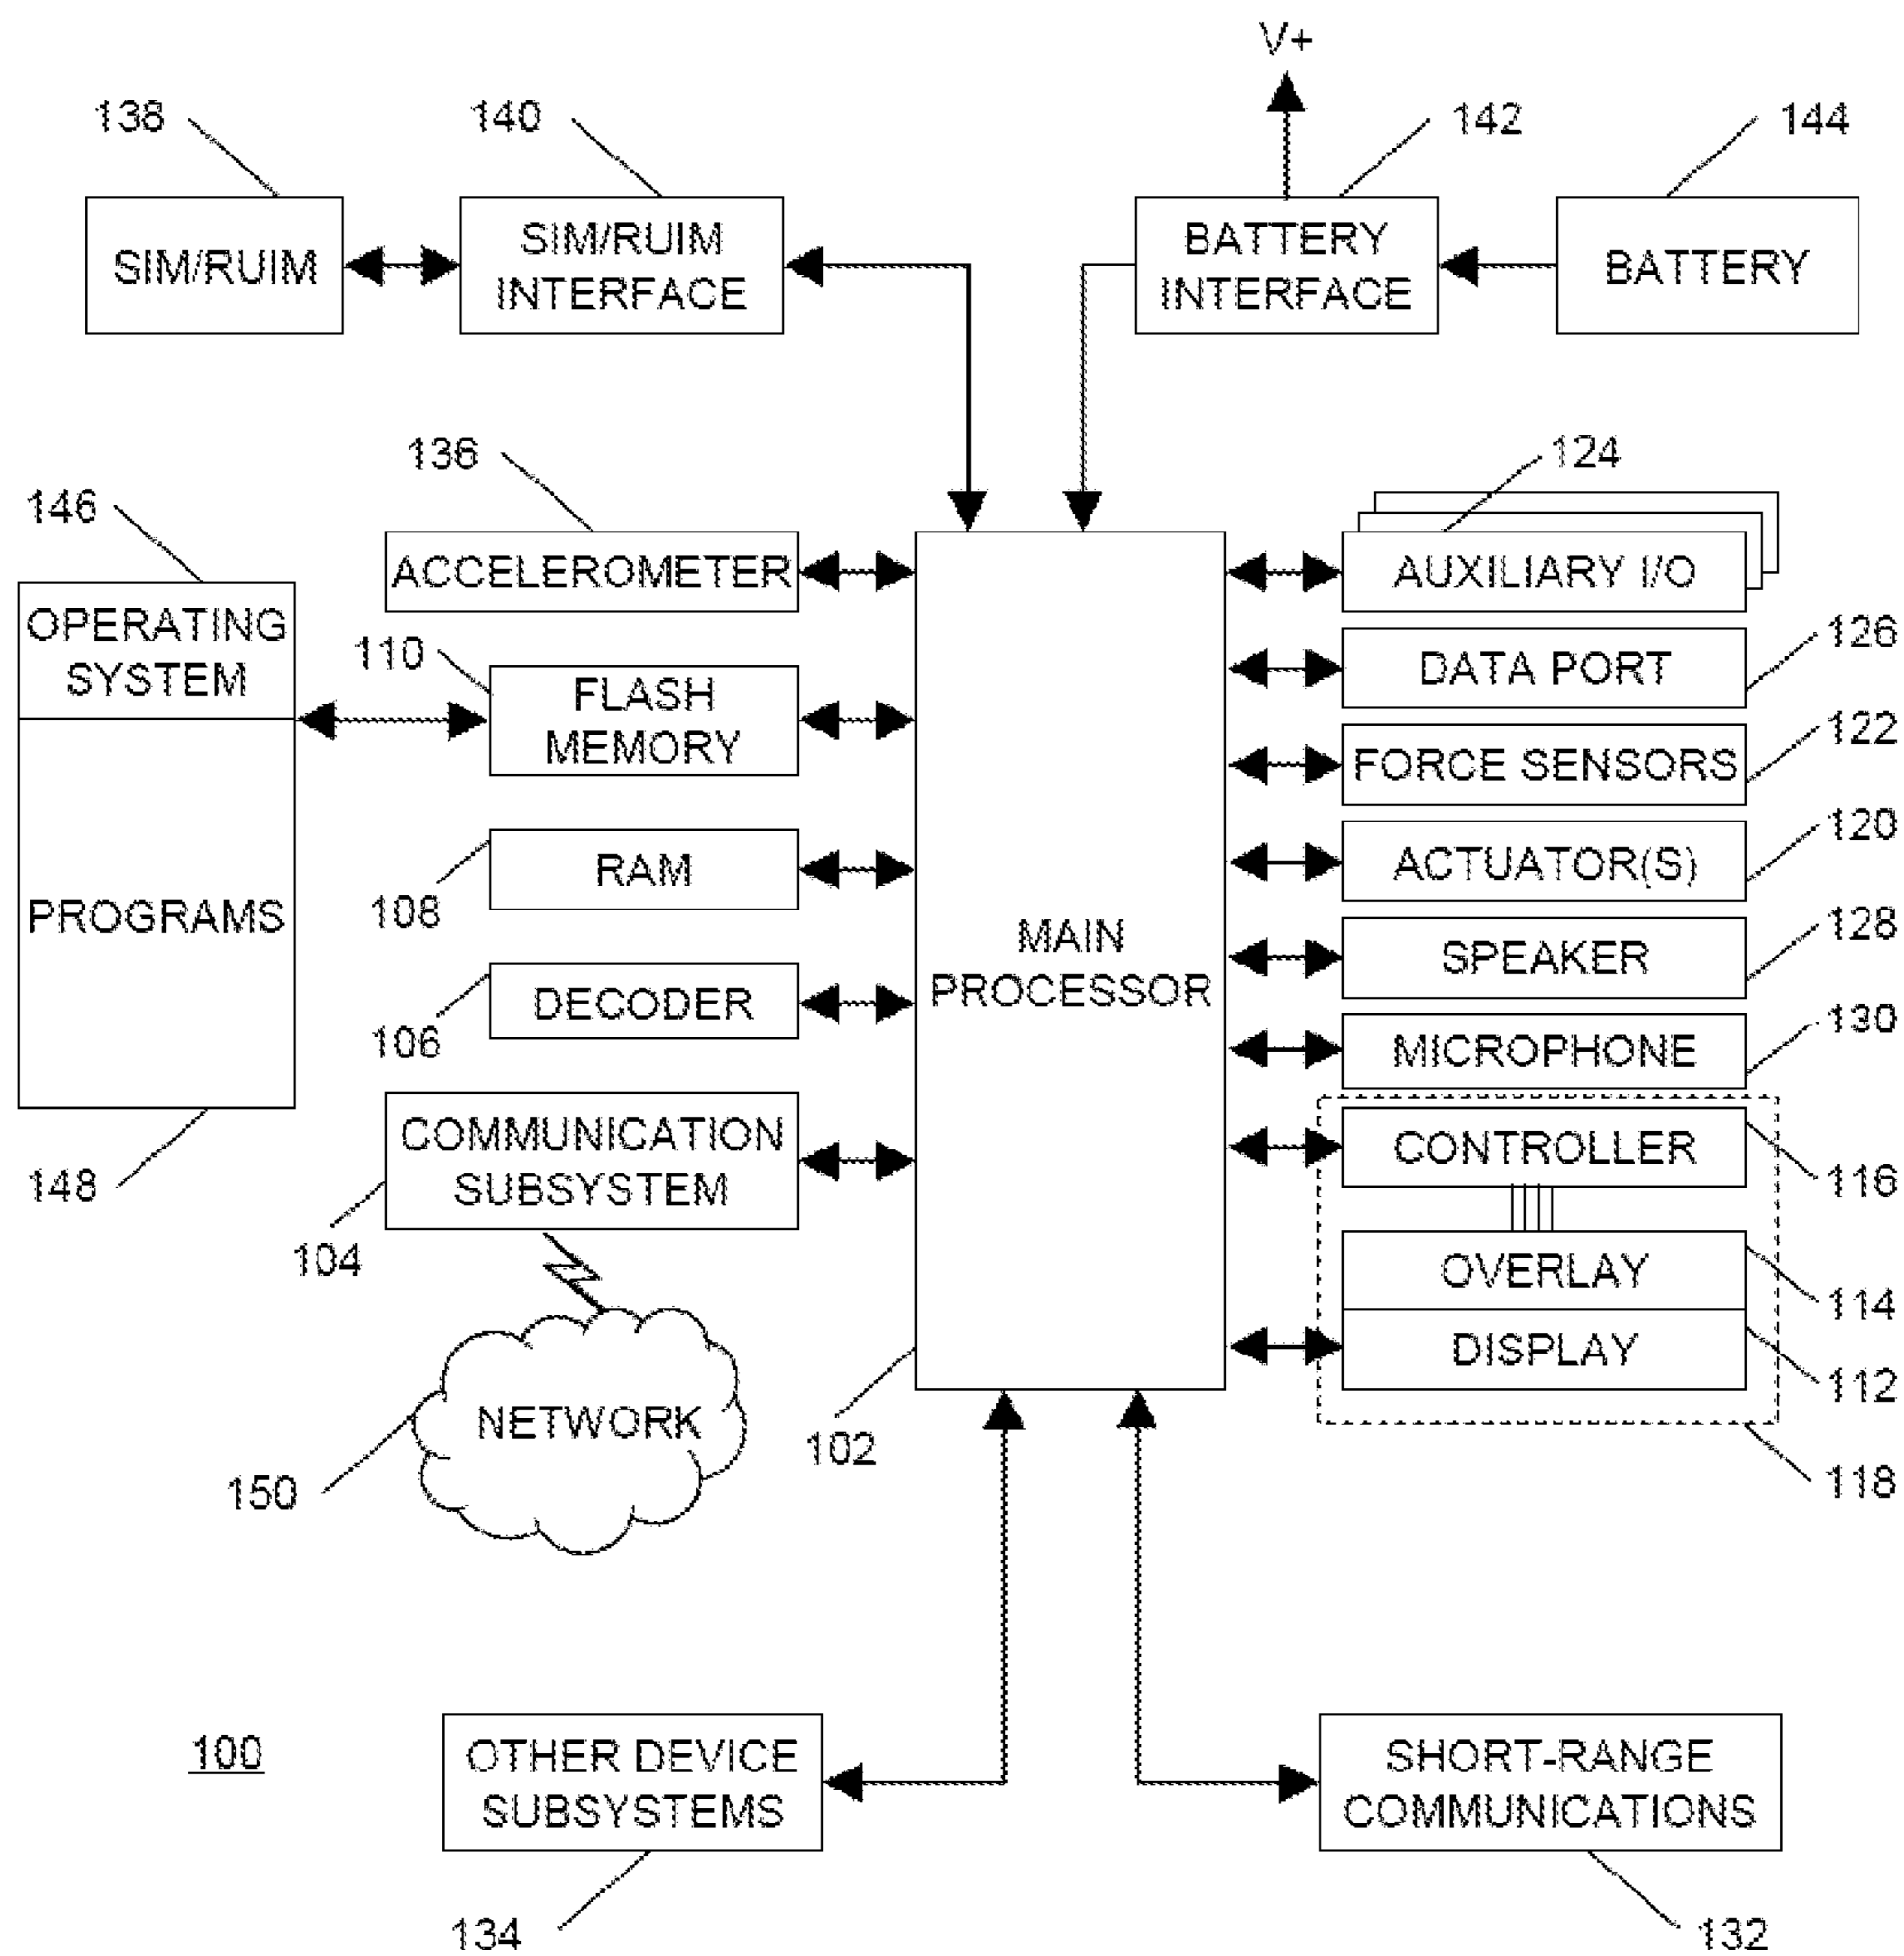 V+
138
140
142
144
SIM/RUIM
SIM/RUIM
INTERFACE
BATTERY
INTERFACE
BATTERY
136
124
146
ACCELEROMETER
AUXILIARY I/O
OPERATING
SYSTEM
110
FLASH
MEMORY
DATA PORT
126
FORCE SENSORS
122
PROGRAMS
RAM
108
MAIN
PROCESSOR
ACTUATOR(S)
120
SPEAKER
128
DECODER
106
MICROPHONE
130
148
COMMUNICATION
SUBSYSTEM
104
CONTROLLER
116
OVERLAY
114
DISPLAY
112
NETWORK
150
102
118
100
OTHER DEVICE
SUBSYSTEMS
SHORT-RANGE
COMMUNICATIONS
134
132